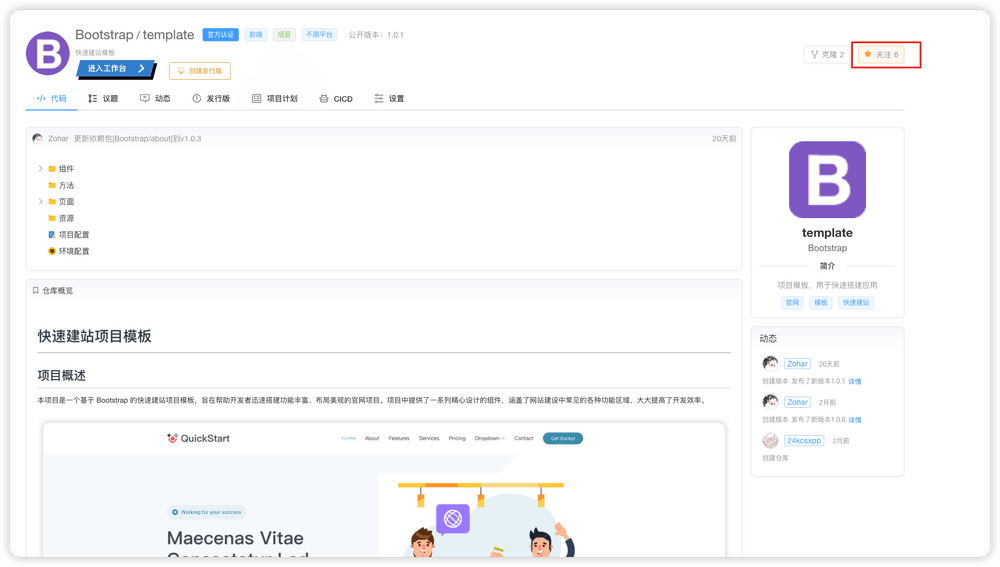 Bootstrap / template 官方认证 前端 桌面 不限平台 公开版本：1.0.1
快速建站模板
进入工作台 创建发行版
克隆 2 关注 6
代码 议题 动态 发行版 项目计划 CICD 设置
Zohar 更新依赖包[Bootstrap/about]到v1.0.3 20天前
组件
方法
页面
资源
项目配置
环境配置
B
template
Bootstrap
简介
项目模板，用于快速搭建应用
官网 模板 快速建站
仓库概览
快速建站项目模板
项目概述
本项目是一个基于 Bootstrap 的快速建站项目模板，旨在帮助开发者迅速搭建功能丰富、布局美观的官网项目。项目中提供了一系列精心设计的组件，涵盖了网站建设中常见的各种功能区域，大大提高了开发效率。
QuickStart Home About Features Services Pricing Dropdown Contact Get Started
Working for your success
Maecenas Vitae
Consectetur Led
动态
Zohar 20天前
创建版本 发布了新版本1.0.1 详情
Zohar 2月前
创建版本 发布了新版本1.0.0 详情
24kcsxpp 2月前
创建仓库